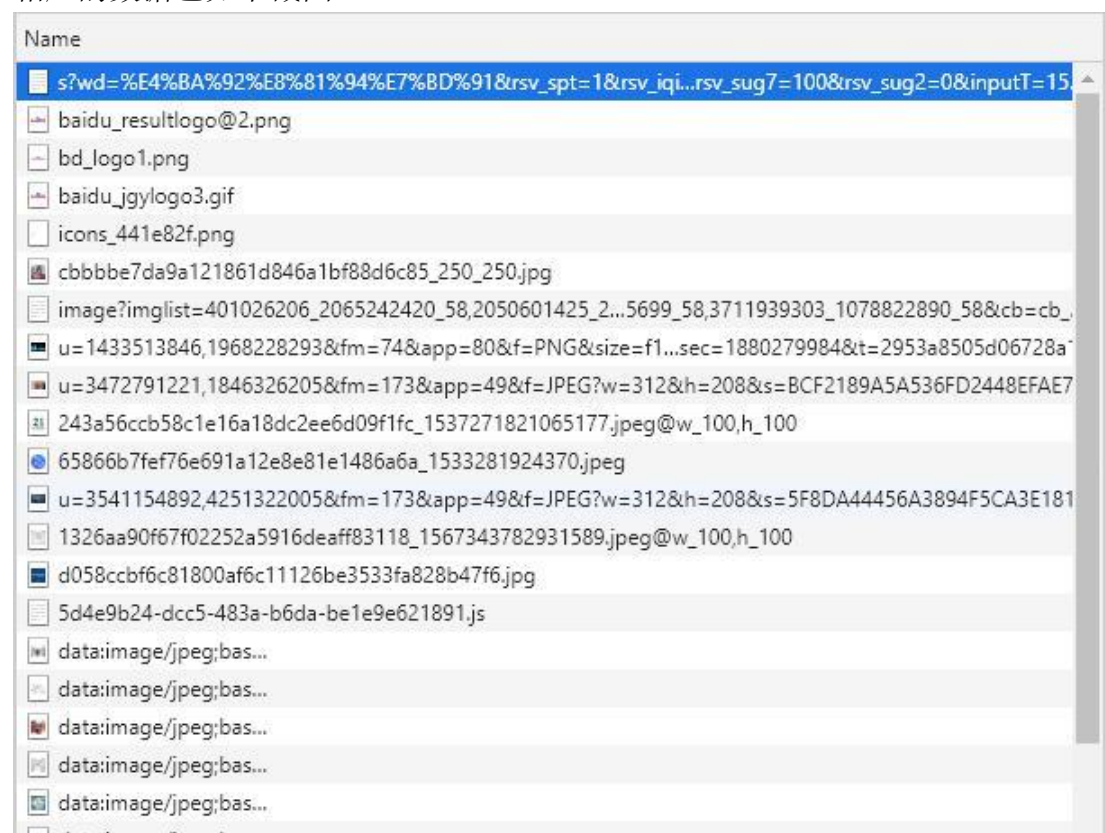 Name
s?wd=%E4%BA%92%E8%81%94%E7%BD%91&rsv_spt=1&rsv_iqi...rsv_sug7=100&rsv_sug2=0&inputT=15.
baidu_resultlogo@2.png
bd_logo1.png
baidu_jgylogo3.gif
icons_441e82f.png
cbbbbe7da9a121861d846a1bf88d6c85_250_250.jpg
image?imglist=401026206_2065242420_58,2050601425_2...5699_58,3711939303_1078822890_58&cb=cb_
u=1433513846,1968228293&fm=74&app=80&f=PNG&size=f1...sec=1880279984&t=2953a8505d06728a
u=3472791221,1846326205&fm=173&app=49&f=JPEG?w=312&h=208&s=BCF2189A5A536FD2448EFAE7
243a56ccb58c1e16a18dc2ee6d09f1fc_1537271821065177.jpeg@w_100,h_100
65866b7fef76e691a12e8e81e1486a6a_1533281924370.jpeg
u=3541154892,4251322005&fm=173&app=49&f=JPEG?w=312&h=208&s=5F8DA44456A3894F5CA3E181
1326aa90f67f02252a5916deaff83118_1567343782931589.jpeg@w_100,h_100
d058ccbf6c81800af6c11126be3533fa828b47f6.jpg
5d4e9b24-dcc5-483a-b6da-be1e9e621891.js
data:image/jpeg;bas...
data:image/jpeg;bas...
data:image/jpeg;bas...
data:image/jpeg;bas...
data:image/jpeg;bas...